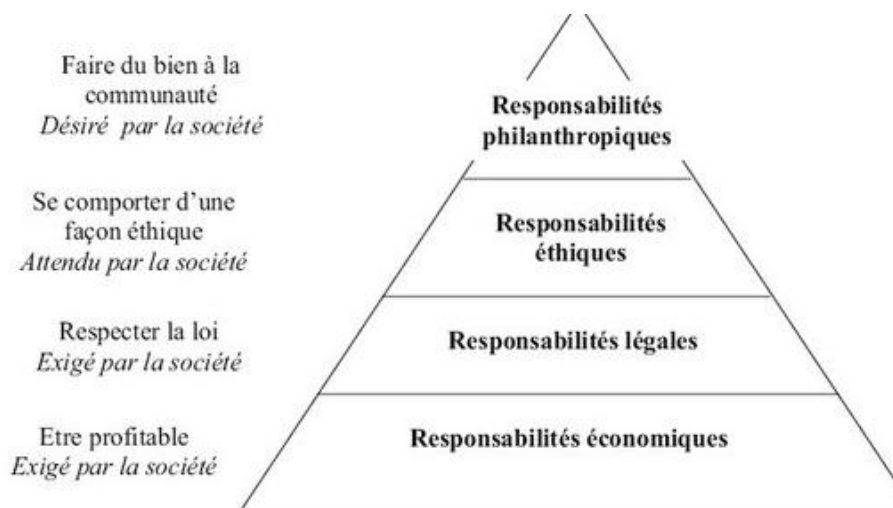 Faire du bien à la
communauté
Désiré par la société
Responsabilités
philanthropiques
Se comporter d'une
façon éthique
Attendu par la société
Responsabilités
éthiques
Respecter la loi
Exigé par la société
Responsabilités légales
Etre profitable
Exigé par la société
Responsabilités économiques